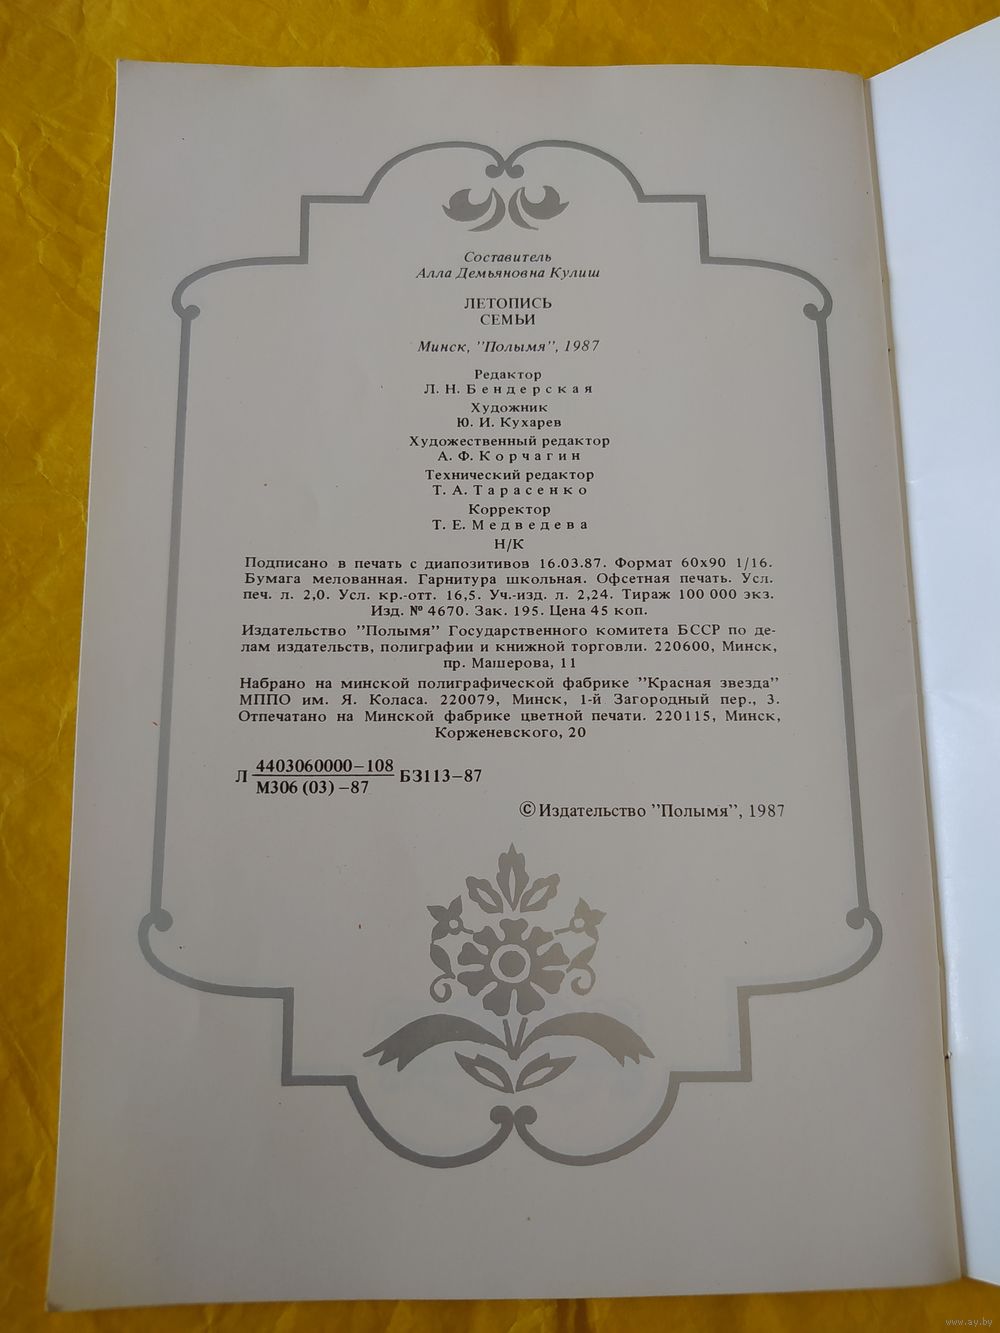 Составитель
Алла Демьяновна Кулиш
ЛЕТОПИСЬ
СЕМЬИ
Минск, "Полымя", 1987
Редактор
Л. Н. Бендерская
Художник
Ю. И. Кухарев
Художественный редактор
А. Ф. Корчагин
Технический редактор
Т. А. Тарасенко
Корректор
Т. Е. Медведева
Н/К
Подписано в печать с диапозитивов 16.03.87. Формат 60х90 1/16.
Бумага мелованная. Гарнитура школьная. Офсетная печать. Усл.
печ. л. 2,0. Усл. кр.-отт. 16,5. Уч.-изд. л. 2,24. Тираж 100 000 экз.
Изд. № 4670. Зак. 195. Цена 45 коп.
Издательство "Полымя" Государственного комитета БССР по де-
лам издательств, полиграфии и книжной торговли. 220600, Минск,
пр. Машерова, 11
Набрано на минской полиграфической фабрике "Красная звезда"
МППО им. Я. Коласа. 220079, Минск, 1-й Загородный пер., 3.
Отпечатано на Минской фабрике цветной печати. 220115, Минск,
Корженевского, 20
Л 4403060000-108 БЗ113-87
М306 (03) -87
© Издательство "Полымя", 1987
www.ay.by